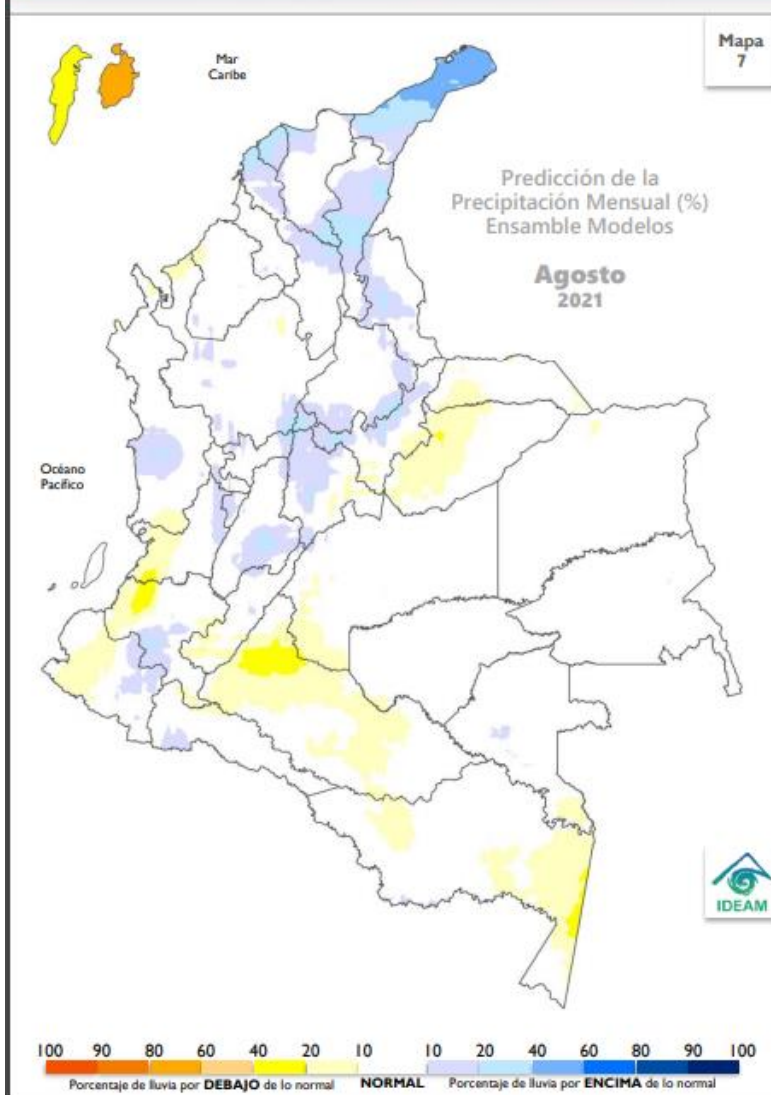 Mapa
7
Mar
Caribe
Predicción de la
Precipitación Mensual (%)
Ensamble Modelos
Agosto
2021
Océano
Pacífico
IDEAM
100 90 80 60 40 20 10 10 20 40 60 80 90 100
Porcentaje de lluvia por DEBAJO de lo normal NORMAL Porcentaje de lluvia por ENCIMA de lo normal